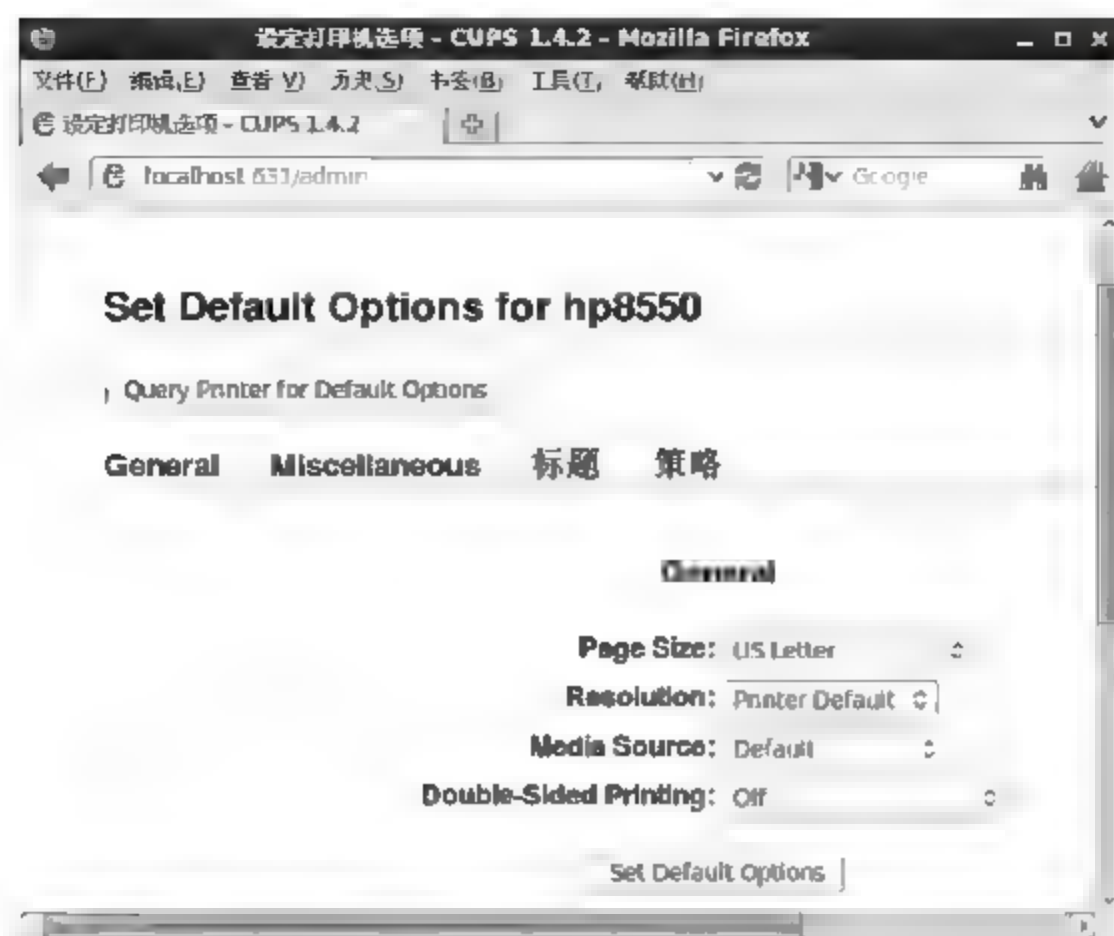 设定打印机选项 - CUPS 1.4.2 - Mozilla Firefox
文件(F) 编辑(E) 查看(V) 历史(S) 书签(B) 工具(T) 帮助(H)
设定打印机选项 - CUPS 1.4.2
localhost:631/admin
Google
Set Default Options for hp8550
Query Printer for Default Options
General Miscellaneous 标题 策略
General
Page Size: US Letter
Resolution: Printer Default
Media Source: Default
Double-Sided Printing: Off
Set Default Options